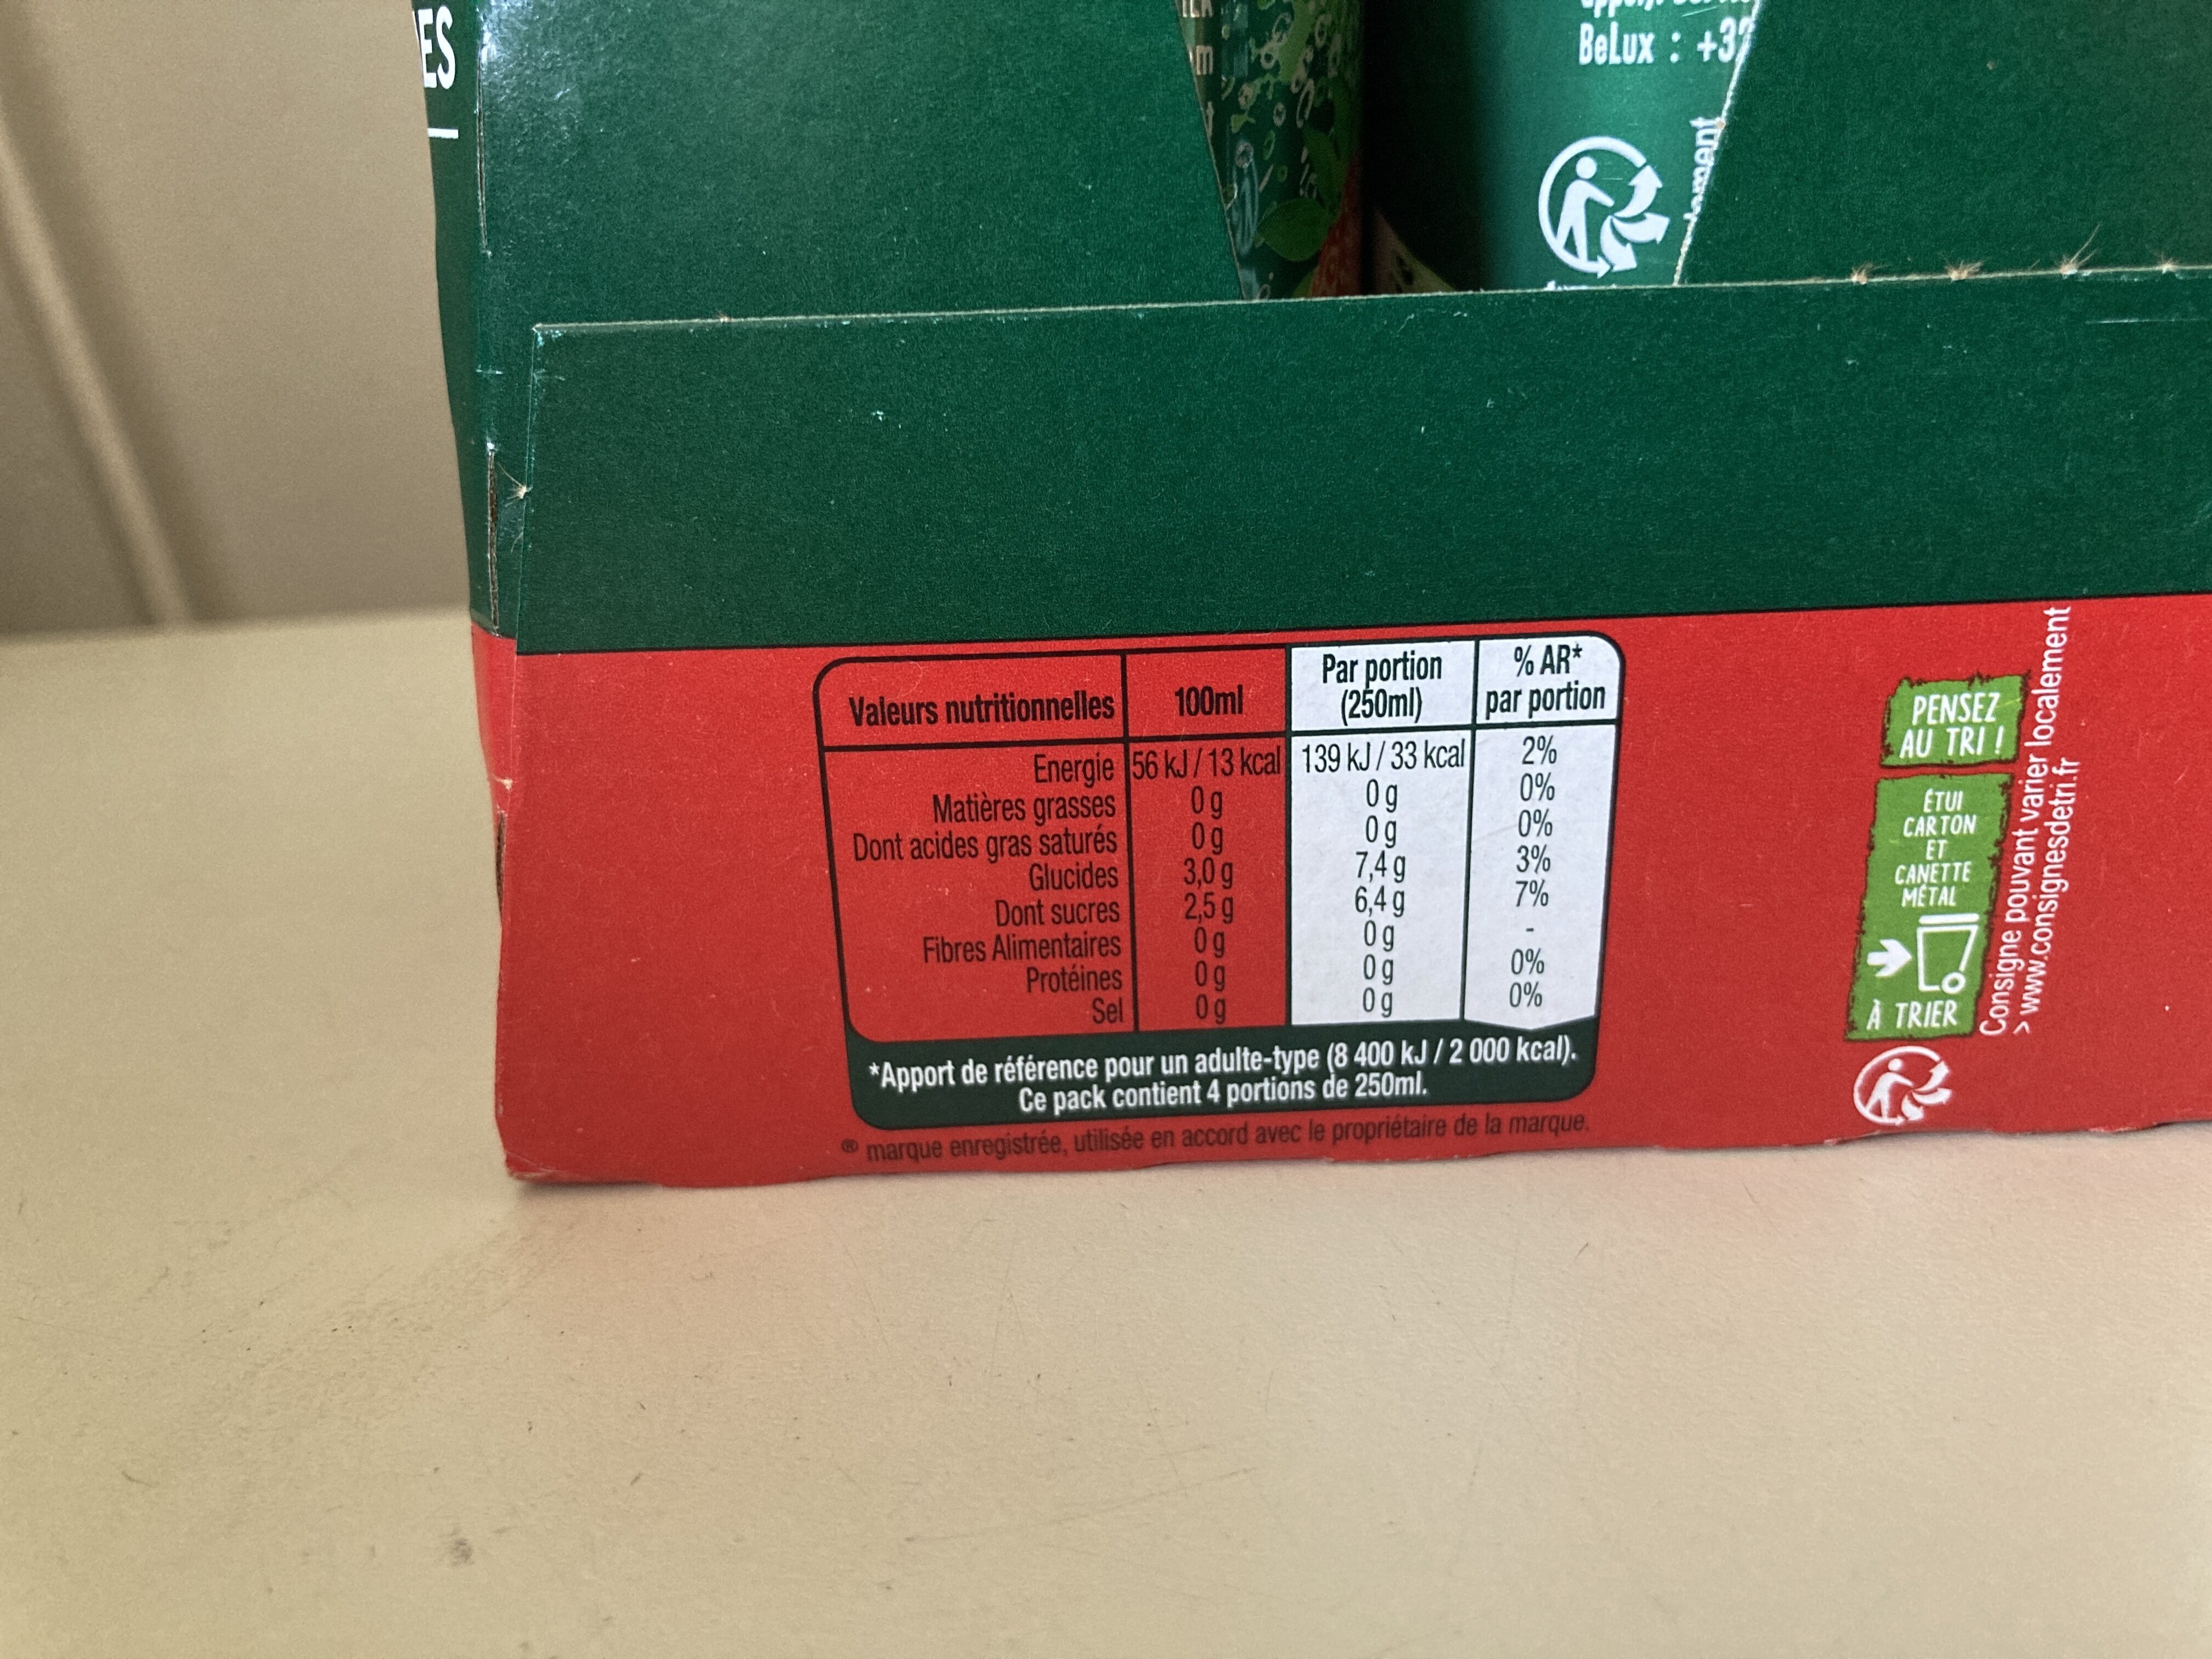 ES
BeLux : +32
Valeurs nutritionnelles 100ml Par portion (250ml) % AR* par portion
Energie 56 kJ / 13 kcal 139 kJ / 33 kcal 2%
Matières grasses 0 g 0 g 0%
Dont acides gras saturés 0 g 0 g 0%
Glucides 3,0 g 7,4 g 3%
Dont sucres 2,5 g 6,4 g 7%
Fibres Alimentaires 0 g 0 g -
Protéines 0 g 0 g 0%
Sel 0 g 0 g 0%
*Apport de référence pour un adulte-type (8 400 kJ / 2 000 kcal).
Ce pack contient 4 portions de 250ml.
® marque enregistrée, utilisée en accord avec le propriétaire de la marque.
PENSEZ
AU TRI !
ÉTUI
CARTON
ET
CANETTE
MÉTAL
À TRIER
Consigne pouvant varier localement
> www.consignesdetri.fr